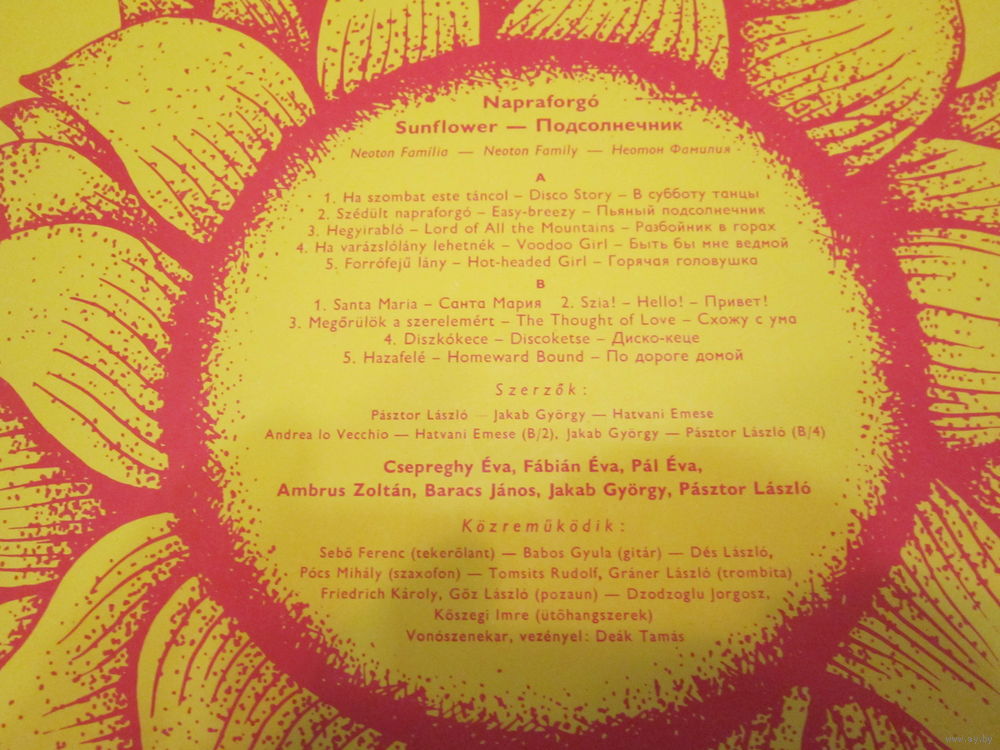 Napraforgó
Sunflower — Подсолнечник
Neoton Família — Neoton Family — Неотон Фамилия
A
1. Ha szombat este táncol – Disco Story – В субботу танцы
2. Szédült napraforgó – Easy-breezy – Пьяный подсолнечник
3. Hegyirabló – Lord of All the Mountains – Разбойник в горах
4. Ha varázslólány lehetnék – Voodoo Girl – Быть бы мне ведмой
5. Forrófejű lány – Hot-headed Girl – Горячая головушка
B
1. Santa Maria – Санта Мария 2. Szia! – Hello! – Привет!
3. Megőrülök a szerelemért – The Thought of Love – Схожу с ума
4. Diszkókece – Discoketse – Диско-кеце
5. Hazafelé – Homeward Bound – По дороге домой
Szerzők:
Pásztor László — Jakab György — Hatvani Emese
Andrea lo Vecchio — Hatvani Emese (B/2), Jakab György — Pásztor László (B/4)
Csepreghy Éva, Fábián Éva, Pál Éva,
Ambrus Zoltán, Baracs János, Jakab György, Pásztor László
Közreműködik:
Sebő Ferenc (tekerőlant) — Babos Gyula (gitár) — Dés László,
Pócs Mihály (szaxofon) — Tomsits Rudolf, Gráner László (trombita)
Friedrich Károly, Gőz László (pozaun) — Dzodzoglu Jorgosz,
Kőszegi Imre (ütőhangszerek)
Vonószenekar, vezényel: Deák Tamás
www.ay.by